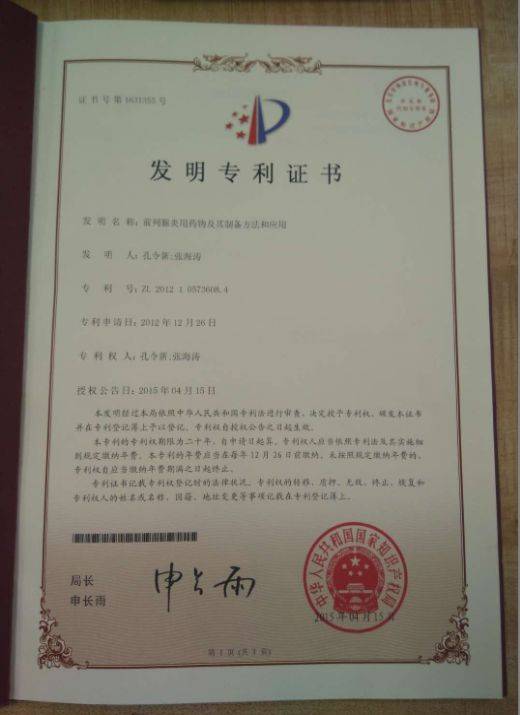 证书号第1631355号
发明专利证书
发明名称：前列腺炎用药物及其制备方法和应用
发明人：孔令新;张海涛
专利号：ZL 2012 1 0573608.4
专利申请日：2012年12月26日
专利权人：孔令新;张海涛
授权公告日：2015年04月15日
本发明经过本局依照中华人民共和国专利法进行审查，决定授予专利权，颁发本证书
并在专利登记簿上予以登记。专利权自授权公告之日起生效。
本专利的专利权期限为二十年，自申请日起算。专利权人应当依照专利法及其实施细
则规定缴纳年费。本专利的年费应当在每年12月26日前缴纳。未按照规定缴纳年费的，
专利权自应当缴纳年费期满之日起终止。
专利证书记载专利权登记时的法律状况。专利权的转移、质押、无效、终止、恢复和
专利权人的姓名或名称、国籍、地址变更等事项记载在专利登记簿上。
局长
申长雨
申长雨
中华人民共和国国家知识产权局
2015年04月15日
第1页(共1页)